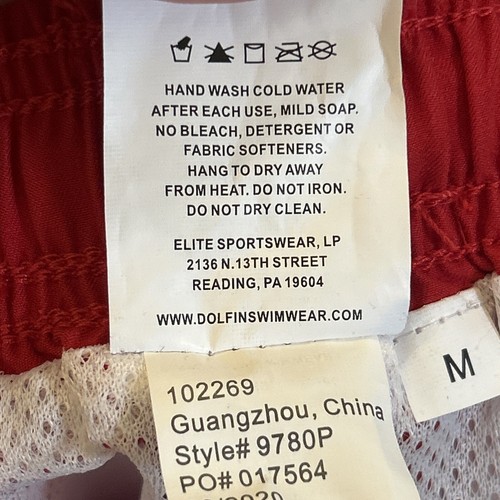 HAND WASH COLD WATER
AFTER EACH USE, MILD SOAP.
NO BLEACH, DETERGENT OR
FABRIC SOFTENERS.
HANG TO DRY AWAY
FROM HEAT. DO NOT IRON.
DO NOT DRY CLEAN.
ELITE SPORTSWEAR, LP
2136 N.13TH STREET
READING, PA 19604
WWW.DOLFINSWIMWEAR.COM
M
102269
Guangzhou, China
Style# 9780P
PO# 017564